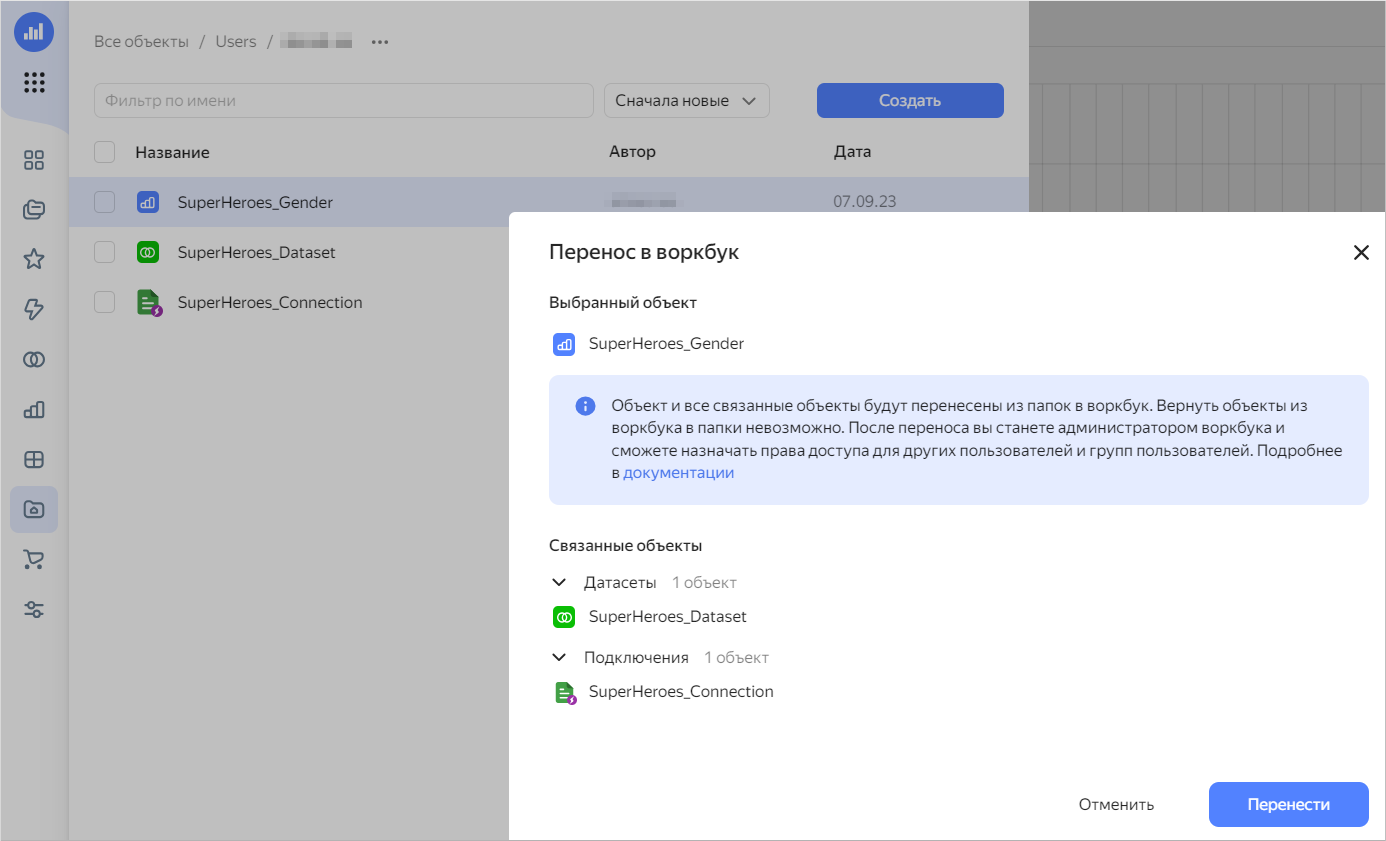 Все объекты / Users /
Фильтр по имени
Сначала новые
Создать
Название Автор Дата
SuperHeroes_Gender 07.09.23
SuperHeroes_Dataset
SuperHeroes_Connection
Перенос в воркбук
Выбранный объект
SuperHeroes_Gender
Объект и все связанные объекты будут перенесены из папок в воркбук. Вернуть объекты из
воркбука в папки невозможно. После переноса вы станете администратором воркбука и
сможете назначать права доступа для других пользователей и групп пользователей. Подробнее
в документации
Связанные объекты
Датасеты 1 объект
SuperHeroes_Dataset
Подключения 1 объект
SuperHeroes_Connection
Отменить
Перенести